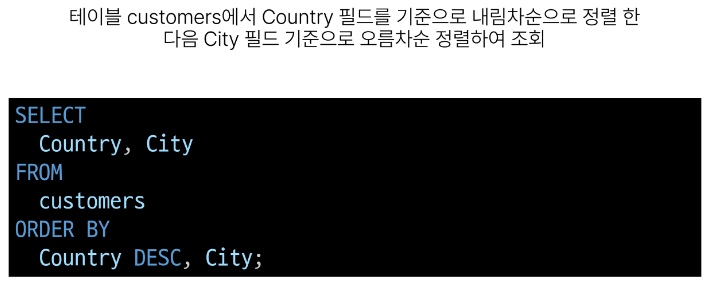 테이블 customers에서 Country 필드를 기준으로 내림차순으로 정렬 한
다음 City 필드 기준으로 오름차순 정렬하여 조회
SELECT
  Country, City
FROM
  customers
ORDER BY
  Country DESC, City;